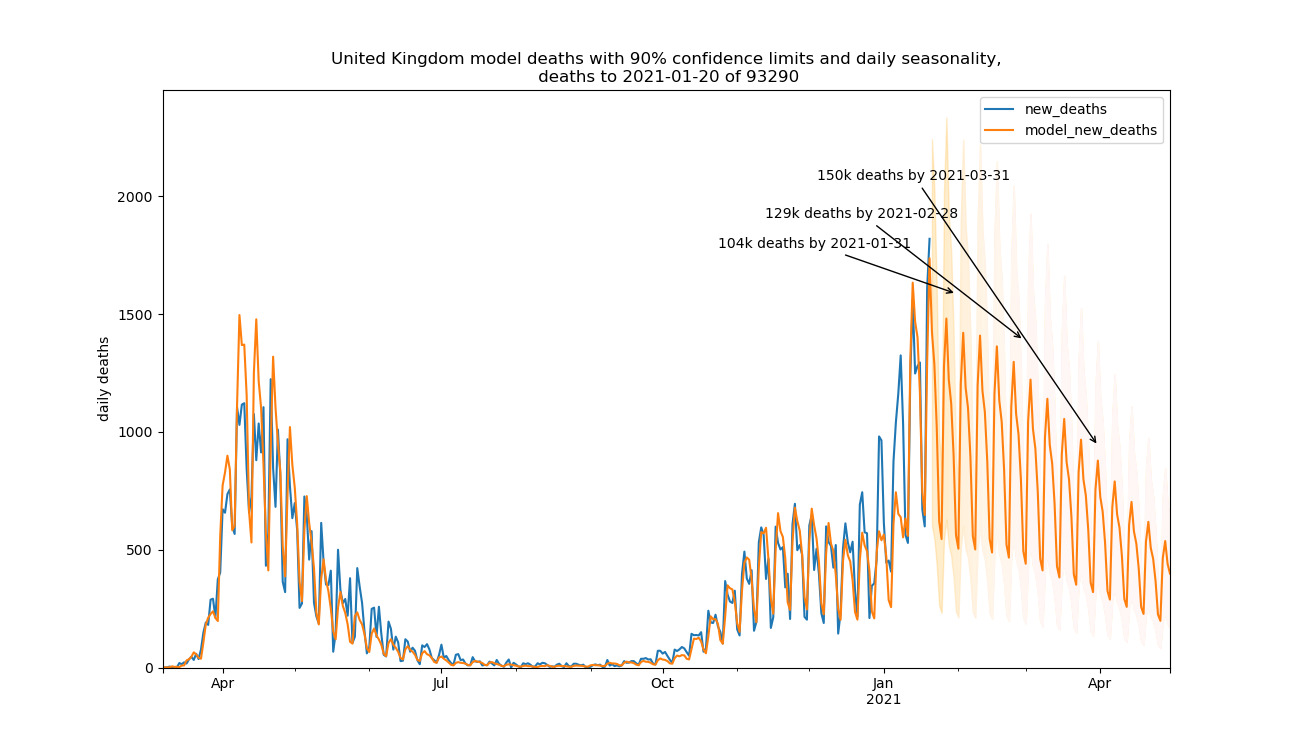 United Kingdom model deaths with 90% confidence limits and daily seasonality,
deaths to 2021-01-20 of 93290
new_deaths
model_new_deaths
150k deaths by 2021-03-31
129k deaths by 2021-02-28
104k deaths by 2021-01-31
daily deaths
2000
1500
1000
500
0
Apr
Jul
Oct
Jan
2021
Apr